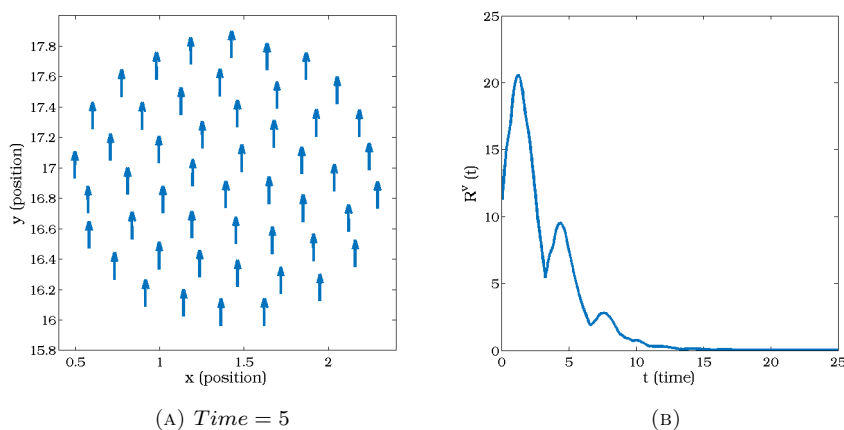 17.8
17.6
17.4
17.2
17
16.8
16.6
16.4
16.2
16
15.8
y (position)
0.5 1 1.5 2
x (position)
25
20
15
10
5
0
R^v (t)
0 5 10 15 20 25
t (time)
(A) Time = 5
(B)